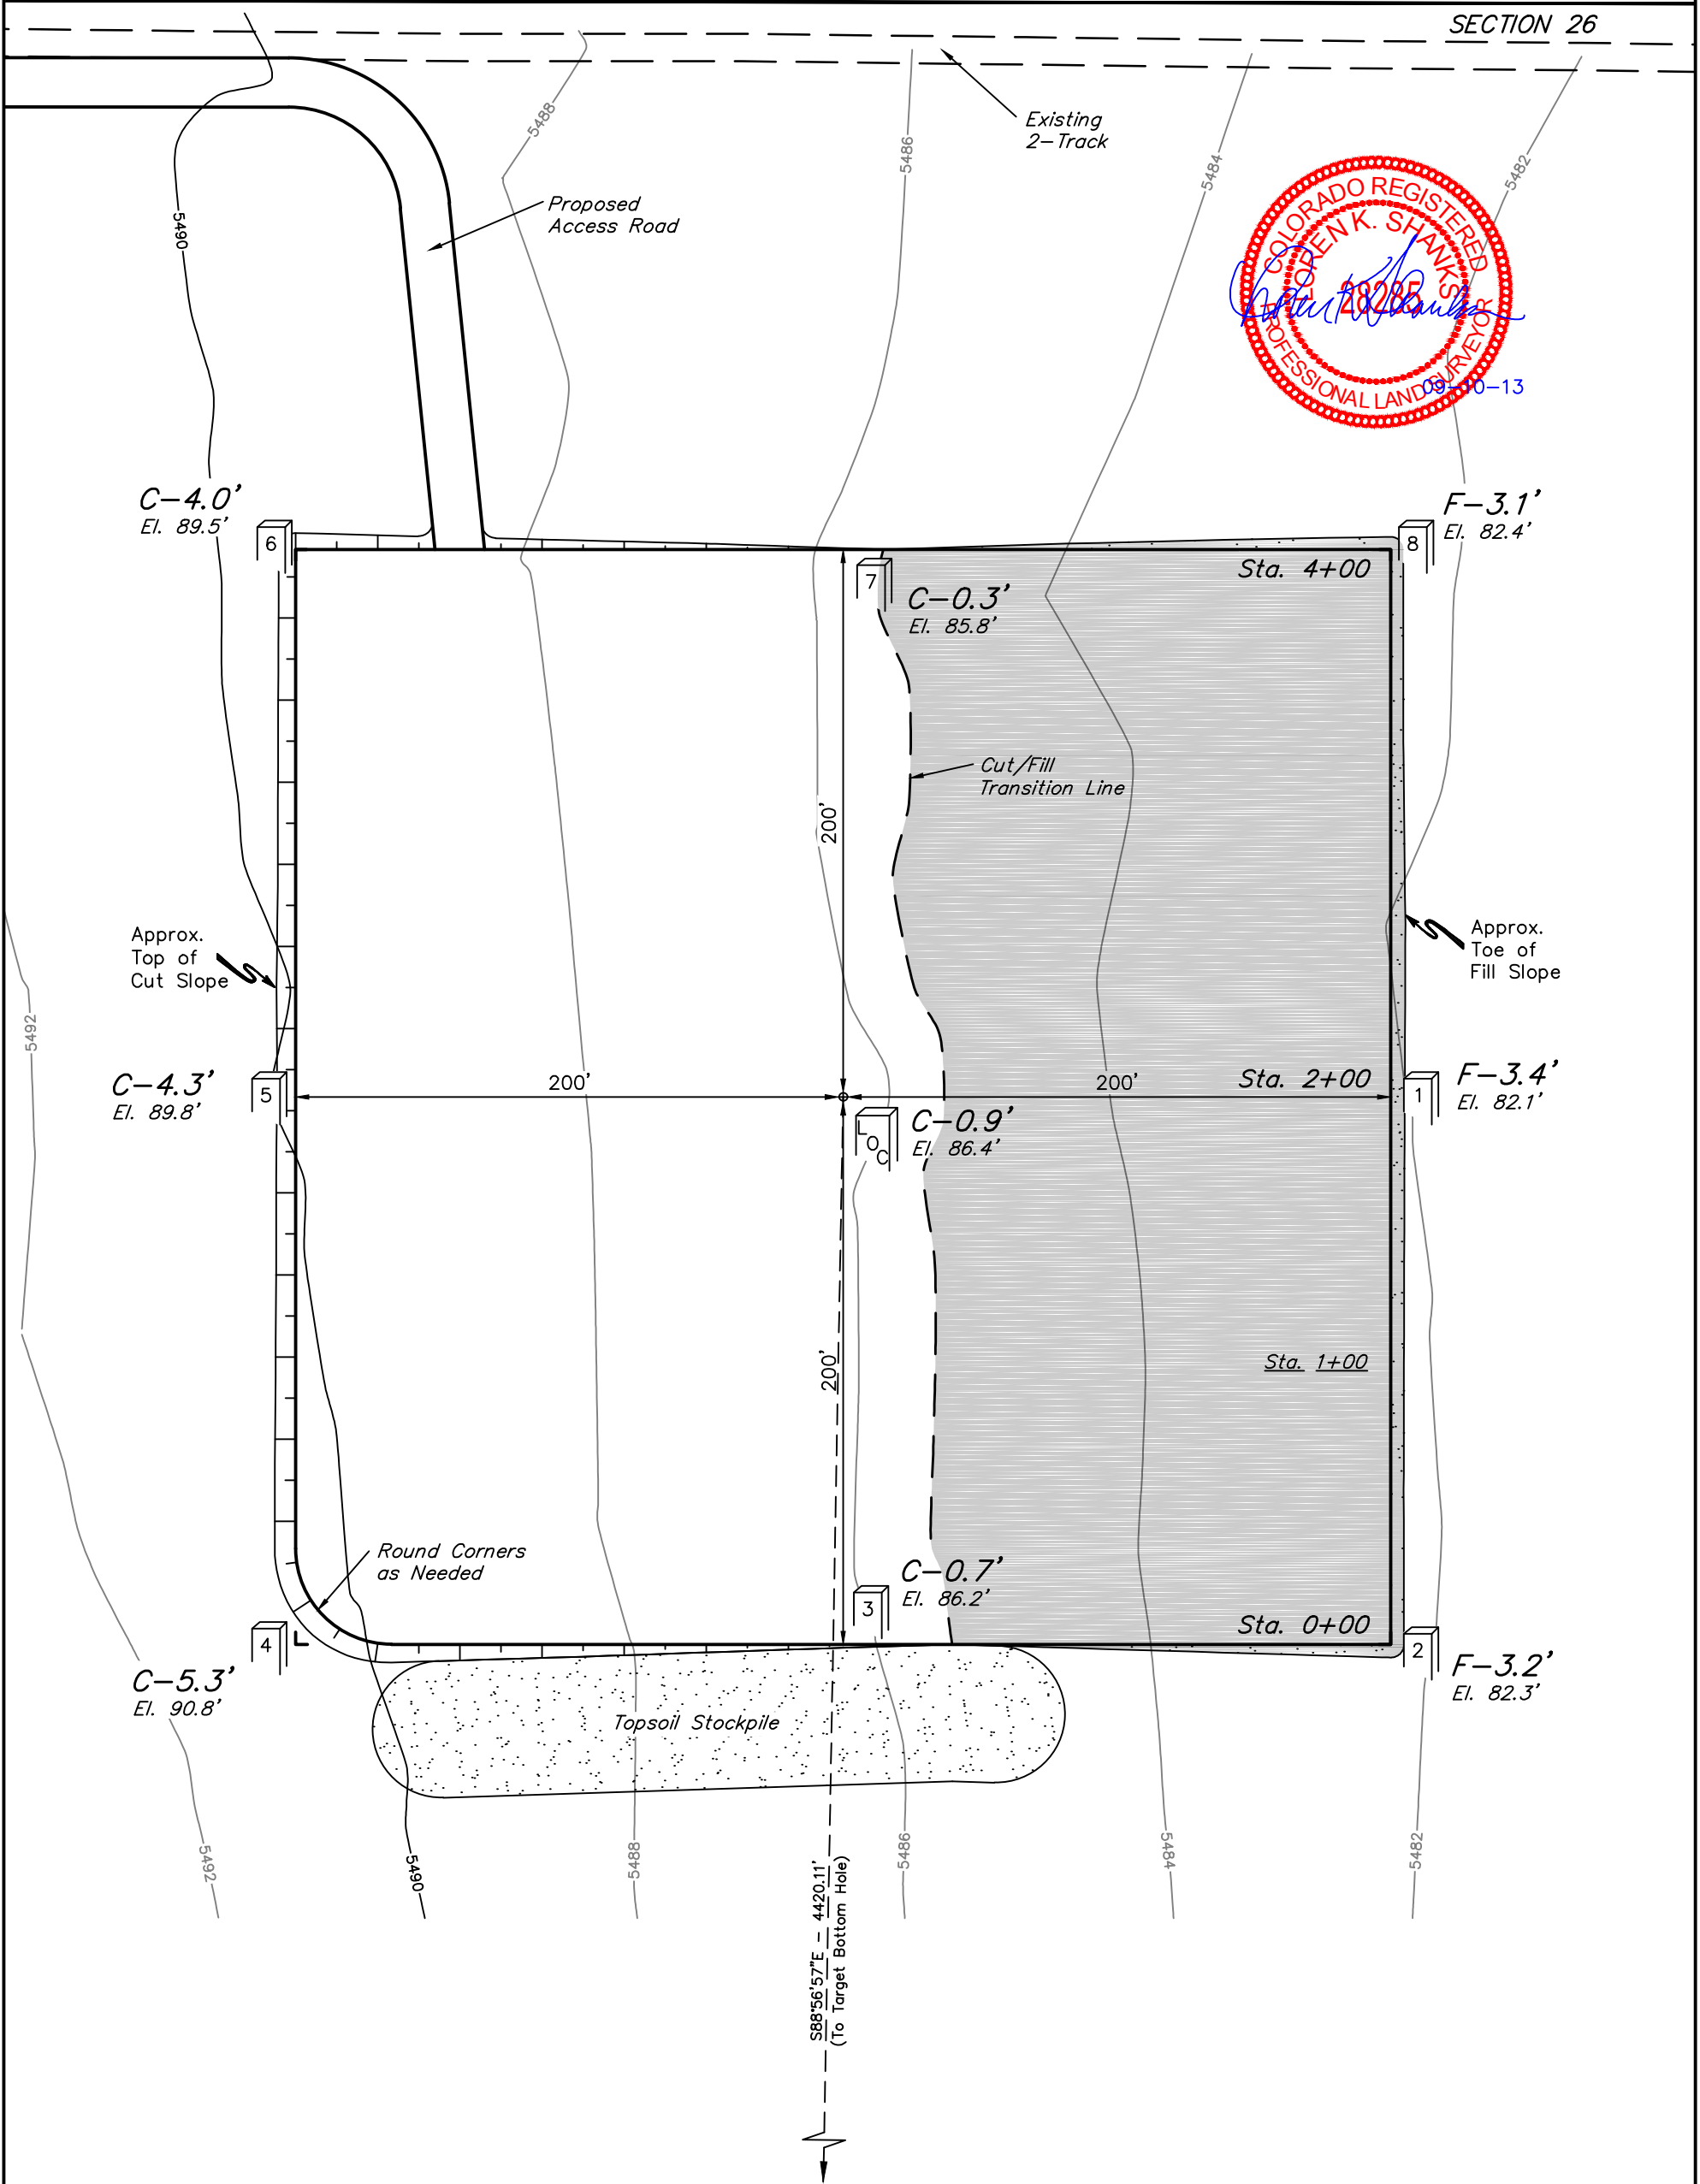 SECTION 26
Existing
2-Track
5488
5486
5484
5482
5490
Proposed
Access Road
COLORADO REGISTERED
LOREN K. SHANKS
28285
PROFESSIONAL LAND SURVEYOR
09-10-13
C-4.0'
El. 89.5'
6
F-3.1'
El. 82.4'
8
Sta. 4+00
7
C-0.3'
El. 85.8'
Cut/Fill
Transition Line
200'
Approx.
Top of
Cut Slope
Approx.
Toe of
Fill Slope
5492
C-4.3'
El. 89.8'
5
200'
200'
Sta. 2+00
1
F-3.4'
El. 82.1'
LOC
C-0.9'
El. 86.4'
200'
Sta. 1+00
Round Corners
as Needed
3
C-0.7'
El. 86.2'
4
Sta. 0+00
2
C-5.3'
El. 90.8'
F-3.2'
El. 82.3'
Topsoil Stockpile
5492
5490
5488
5486
5484
5482
S88°56'57"E - 4420.11'
(To Target Bottom Hole)